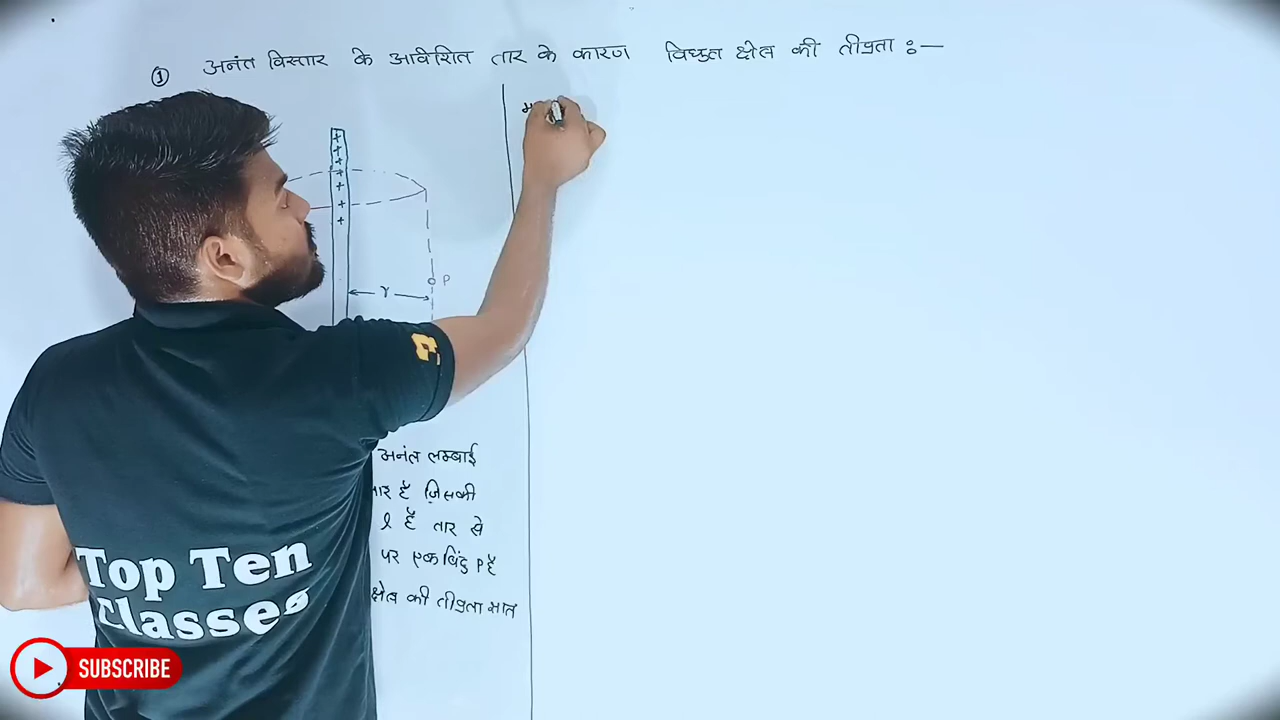 ① अनंत विस्तार के आवेशित तार के कारण विधुत क्षेत्र की तीव्रता :—
+
+
+
+
+
+
+
P
r
अनंत लम्बाई
तार है जिसकी
l है तार से
पर एक बिंदु P है
क्षेत्र की तीव्रता ज्ञात
Top Ten
Classes
SUBSCRIBE